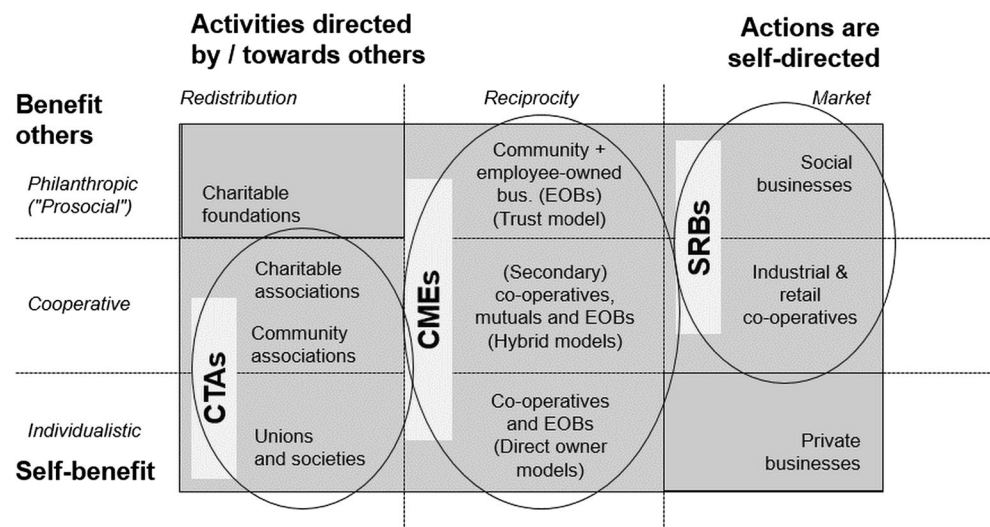 Activities directed
by / towards others
Actions are
self-directed
Benefit
others
Redistribution
Reciprocity
Market
Philanthropic
("Prosocial")
Charitable
foundations
Community +
employee-owned
bus. (EOBs)
(Trust model)
Social
businesses
SRBs
CMEs
Cooperative
Charitable
associations
Community
associations
(Secondary)
co-operatives,
mutuals and EOBs
(Hybrid models)
Industrial &
retail
co-operatives
CTAs
Individualistic
Self-benefit
Unions
and societies
Co-operatives
and EOBs
(Direct owner
models)
Private
businesses